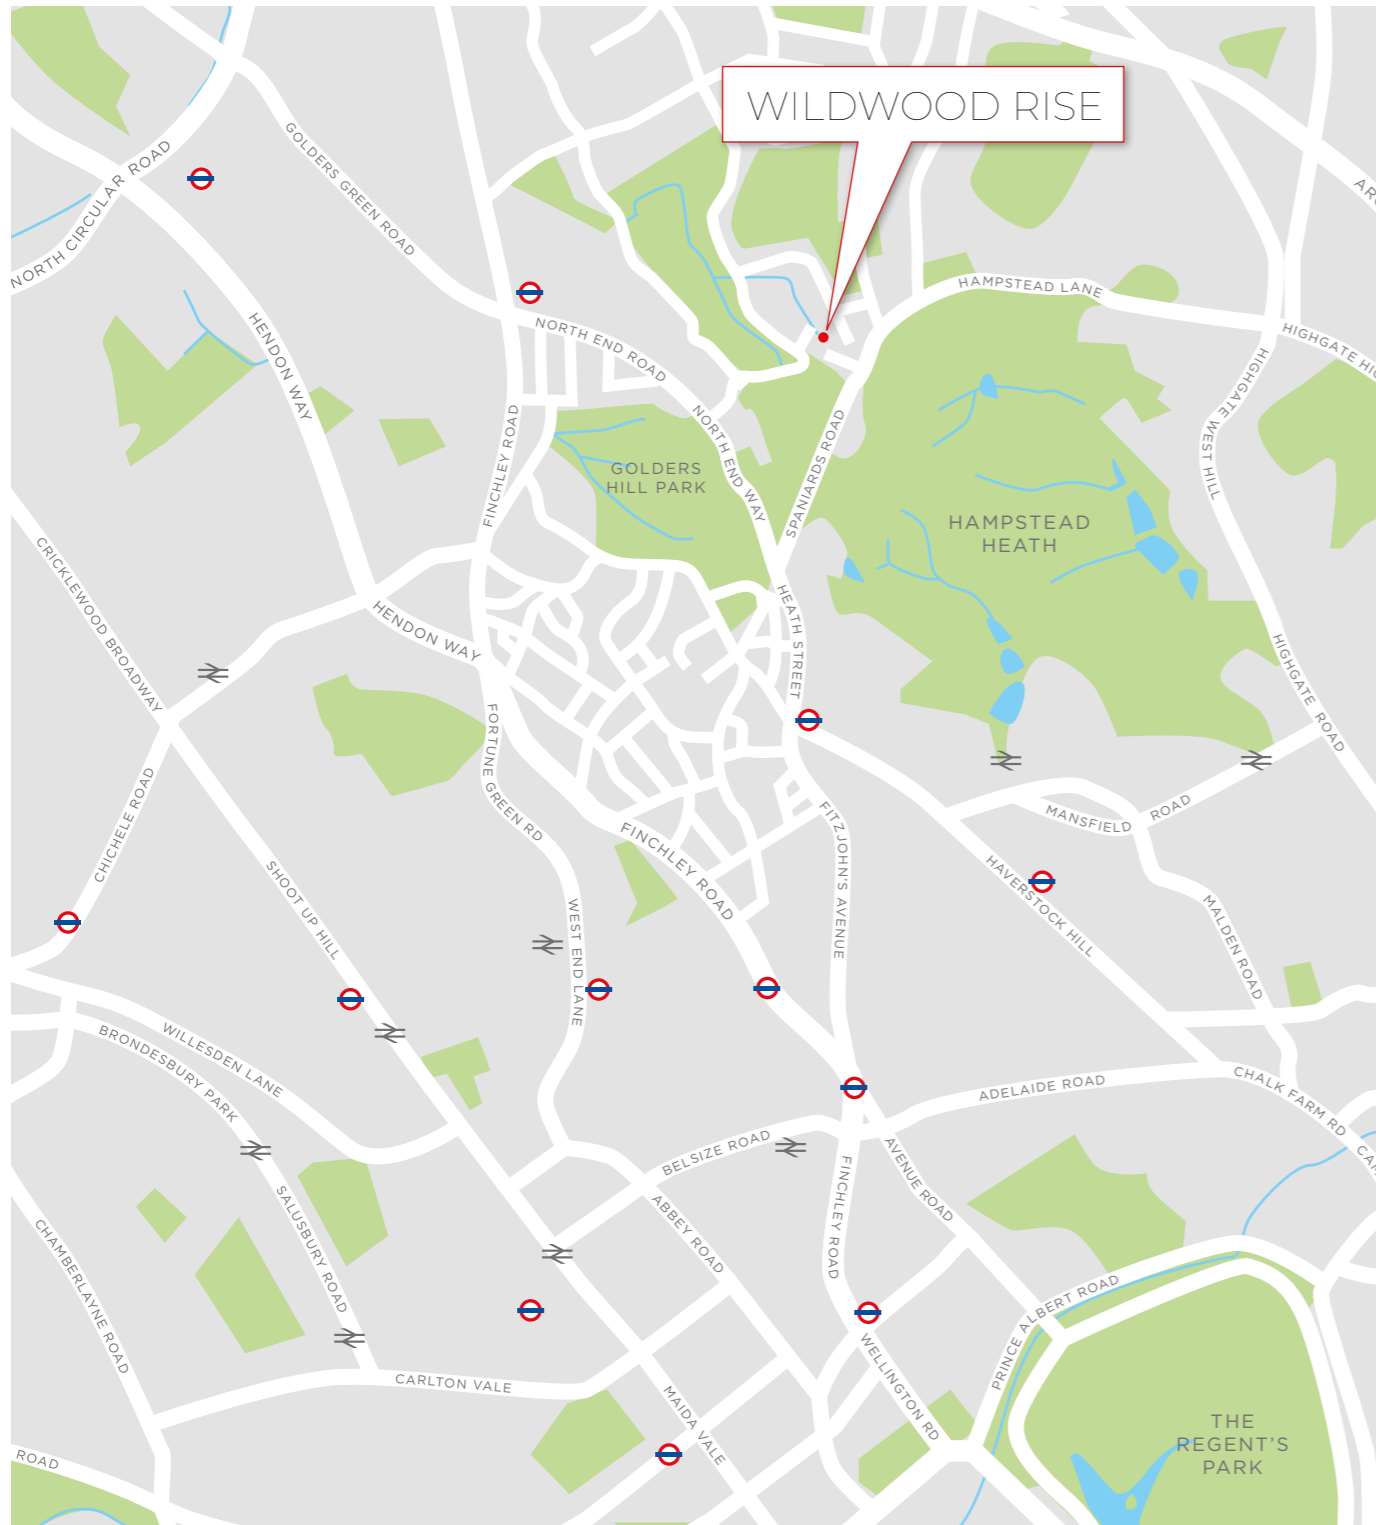 WILDWOOD RISE
NORTH CIRCULAR ROAD
GOLDERS GREEN ROAD
HENDON WAY
NORTH END ROAD
HAMPSTEAD LANE
HIGHGATE HIG
HIGHGATE WEST HILL
FINCHLEY ROAD
NORTH END WAY
SPANIARDS ROAD
GOLDERS
HILL PARK
HAMPSTEAD
HEATH
CRICKLEWOOD BROADWAY
HENDON WAY
HEATH STREET
HIGHGATE ROAD
FORTUNE GREEN RD
CHICHELE ROAD
FINCHLEY ROAD
FITZJOHN'S AVENUE
MANSFIELD ROAD
SHOOT UP HILL
WEST END LANE
HAVERSTOCK HILL
MALDEN ROAD
WILLESDEN LANE
BRONDESBURY PARK
ADELAIDE ROAD
CHALK FARM RD
BELSIZE ROAD
FINCHLEY ROAD
AVENUE ROAD
ABBEY ROAD
SALUSBURY ROAD
CHAMBERLAYNE ROAD
PRINCE ALBERT ROAD
WELLINGTON RD
CARLTON VALE
MAIDA VALE
THE
REGENT'S
PARK
ROAD